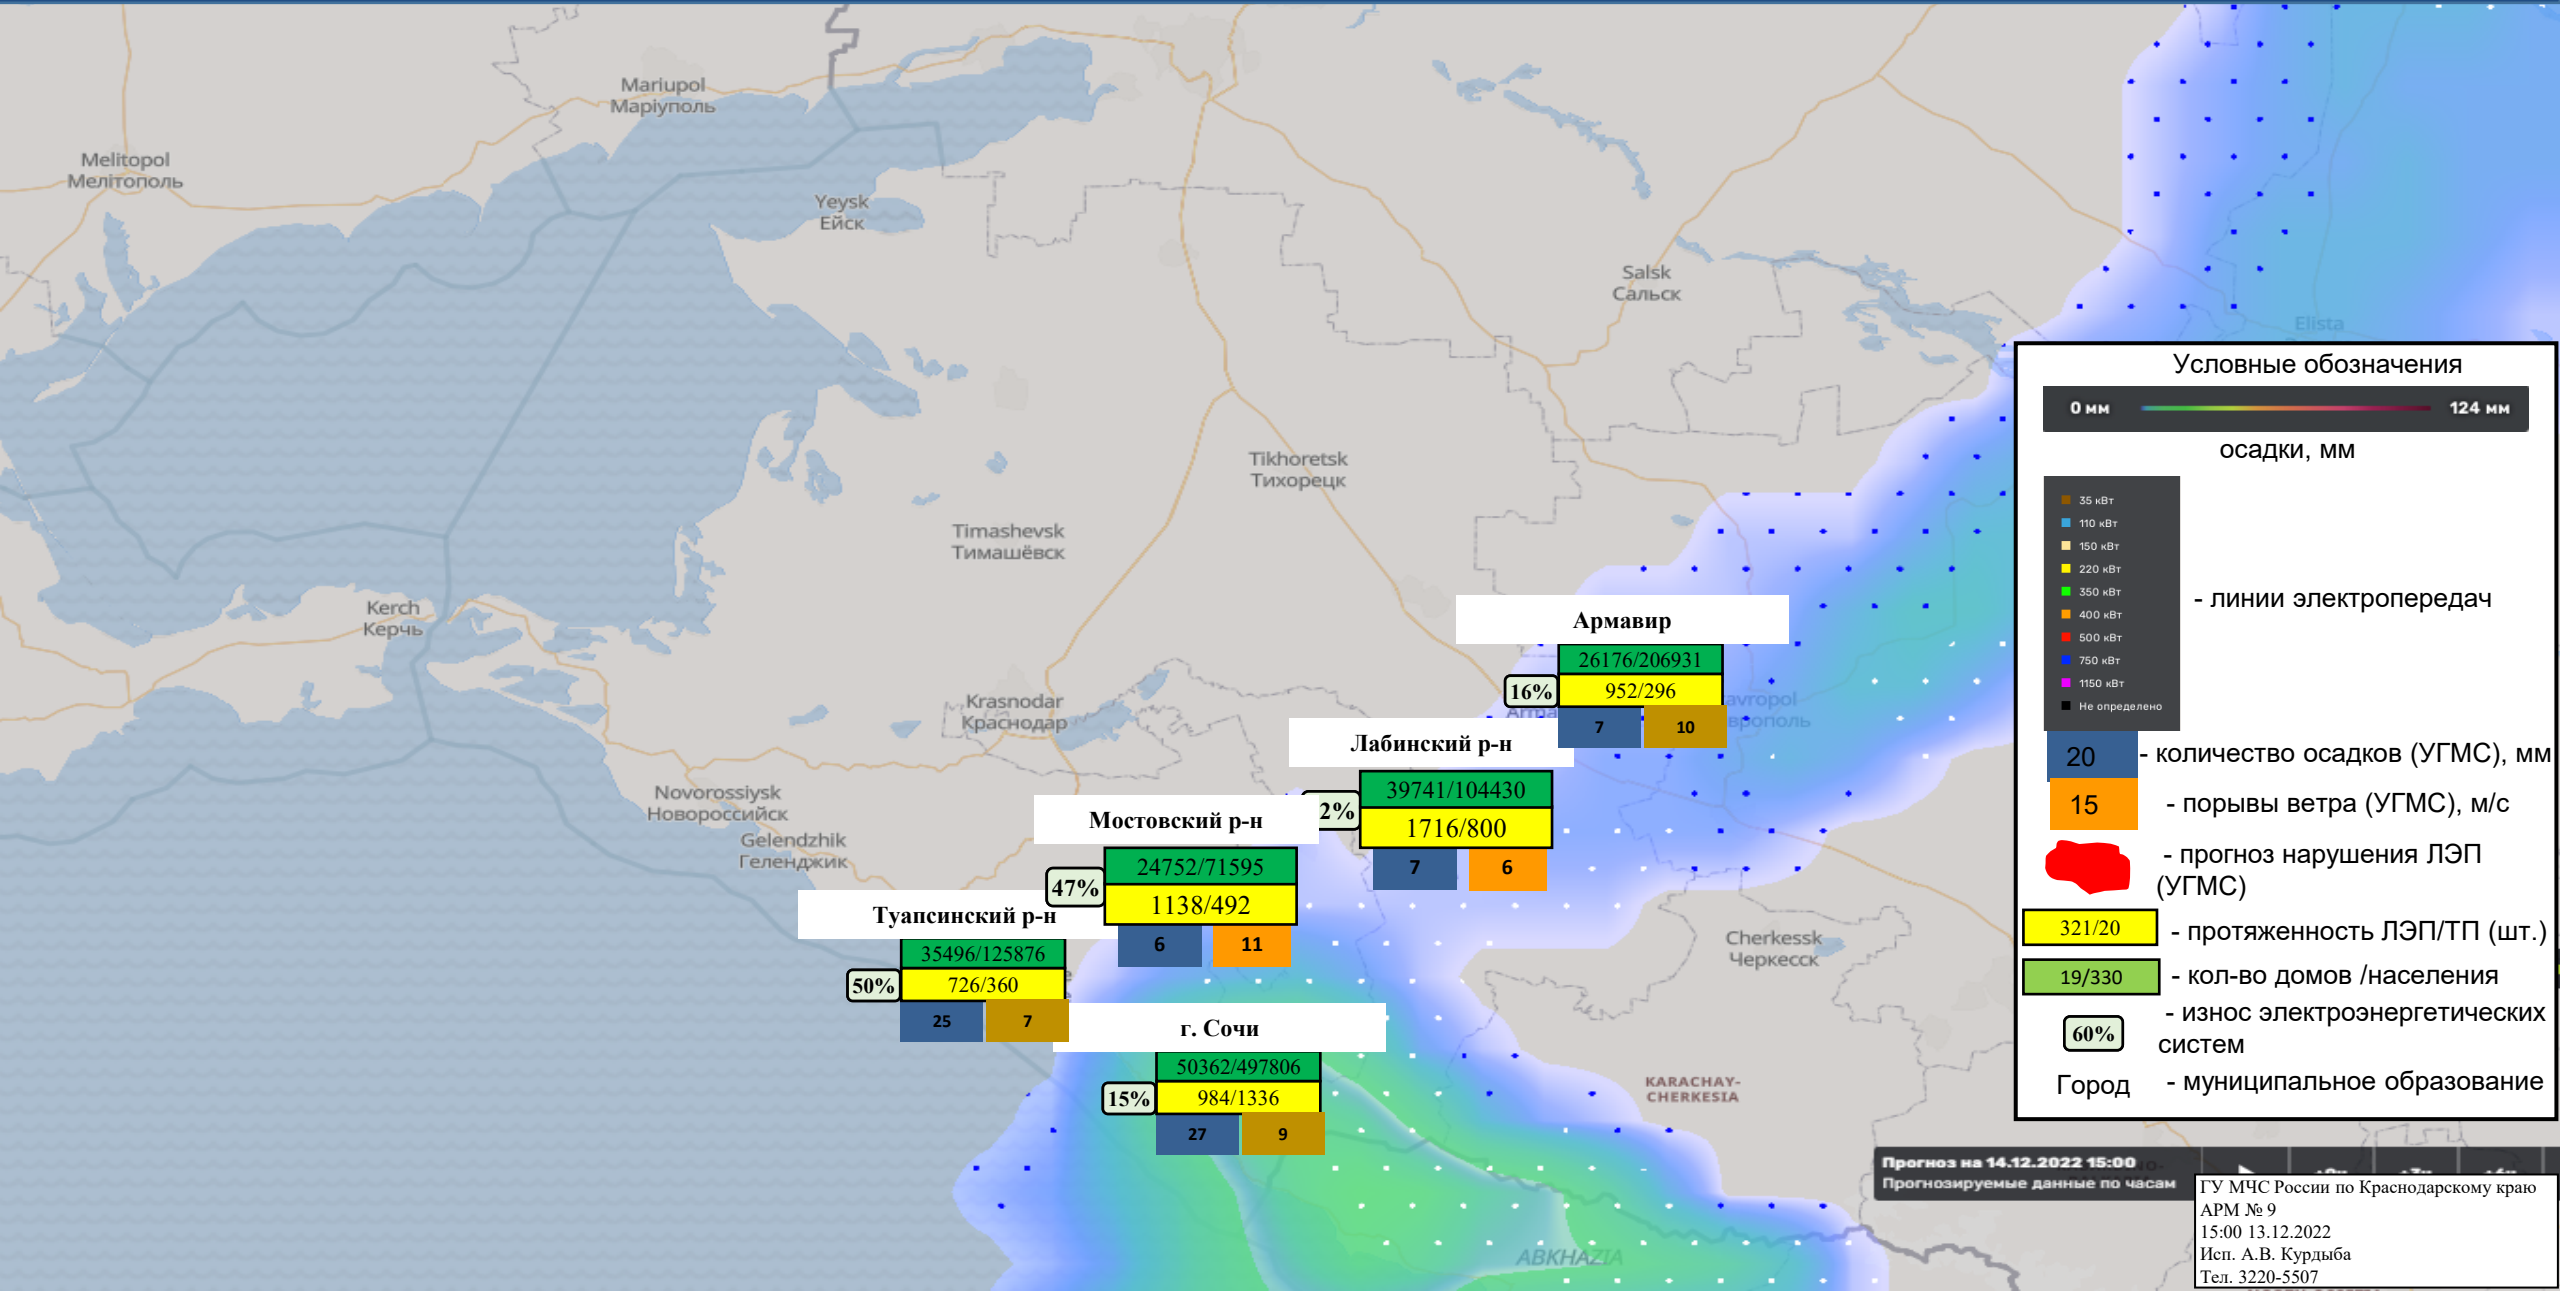 Mariupol
Маріуполь
Melitopol
Мелітополь
Yeysk
Ейск
Salsk
Сальск
Elista
Tikhoretsk
Тихорецк
Timashevsk
Тимашёвск
Kerch
Керчь
Krasnodar
Краснодар
Novorossiysk
Новороссийск
Gelendzhik
Геленджик
Cherkessk
Черкесск
KARACHAY-
CHERKESIA
ABKHAZIA
Армавир
26176/206931
16%
952/296
7
10
Лабинский р-н
39741/104430
2%
1716/800
7
6
Мостовский р-н
24752/71595
47%
1138/492
6
11
Туапсинский р-н
35496/125876
50%
726/360
25
7
г. Сочи
50362/497806
15%
984/1336
27
9
Условные обозначения
0 мм
124 мм
осадки, мм
35 кВт
110 кВт
150 кВт
220 кВт
350 кВт
400 кВт
500 кВт
750 кВт
1150 кВт
Не определено
- линии электропередач
20 - количество осадков (УГМС), мм
15 - порывы ветра (УГМС), м/с
- прогноз нарушения ЛЭП
(УГМС)
321/20 - протяженность ЛЭП/ТП (шт.)
19/330 - кол-во домов /населения
60% - износ электроэнергетических
систем
Город - муниципальное образование
Прогноз на 14.12.2022 15:00
Прогнозируемые данные по часам
ГУ МЧС России по Краснодарскому краю
АРМ № 9
15:00 13.12.2022
Исп. А.В. Курдыба
Тел. 3220-5507